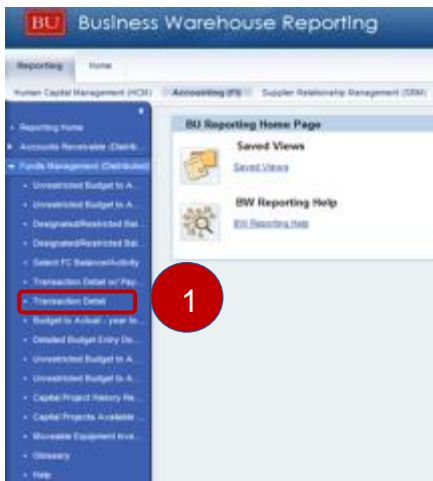 BU Business Warehouse Reporting
Reporting Home
Human Capital Management (HCM) Accounting (FI) Supplier Relationship Management (SRM)
Reporting Home
Accounts Receivable (Distrib...
Funds Management (Distributed)
Unrestricted Budget to A...
Unrestricted Budget to A...
Designated/Restricted Bal...
Designated/Restricted Bal...
Select FC Balance/Activity
Transaction Detail w/ Pay...
Transaction Detail
Budget to Actual - year to...
Detailed Budget Entry Do...
Unrestricted Budget to A...
Unrestricted Budget to A...
Capital Project History Re...
Capital Projects Available ...
Moveable Equipment Inve...
Glossary
Help
BU Reporting Home Page
Saved Views
Saved Views
BW Reporting Help
BW Reporting Help
1